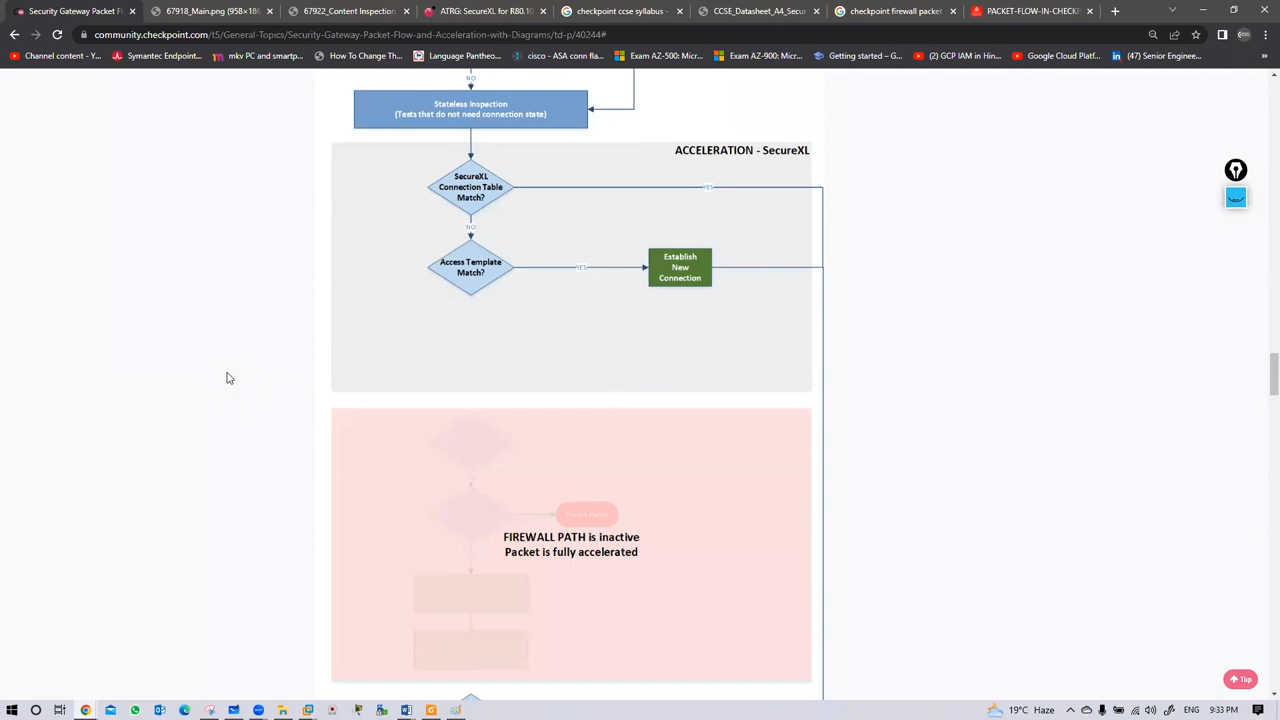 Security Gateway Packet Fl
67918_Main.png (958×186
67922_Content
ATRG: SecureXL for R80.10
checkpoint ccse syllabus -
CCSE_Datasheet_A4_Secu
checkpoint firewall packet
PACKET-FLOW-IN-CHECKP
community.checkpoint.com/t5/General-Topics/Security-Gateway-Packet-Flow-and-Acceleration-with-Diagrams/td-p/40244#
Channel content - Y...
Symantec Endpoint...
mkv PC and smartp...
How To Change Th...
Language Pantheo...
cisco - ASA conn fla...
Exam AZ-500: Micr...
Exam AZ-900: Micr...
Getting started – G...
(2) GCP IAM in Hin...
Google Cloud Platf...
(47) Senior Enginee...
NO
Stateless Inspection
(Tests that do not need connection state)
ACCELERATION - SecureXL
SecureXL
Connection Table
Match?
YES
NO
Access Template
Match?
YES
Establish
New
Connection
FIREWALL PATH is inactive
Packet is fully accelerated
Top
19°C Haze
ENG
9:33 PM